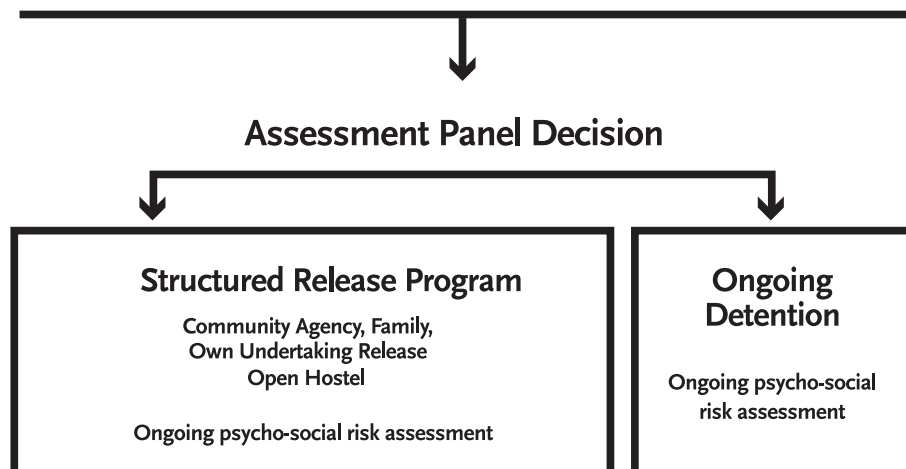 Assessment Panel Decision
Structured Release Program
Community Agency, Family,
Own Undertaking Release
Open Hostel
Ongoing psycho-social risk assessment
Ongoing
Detention
Ongoing psycho-social
risk assessment